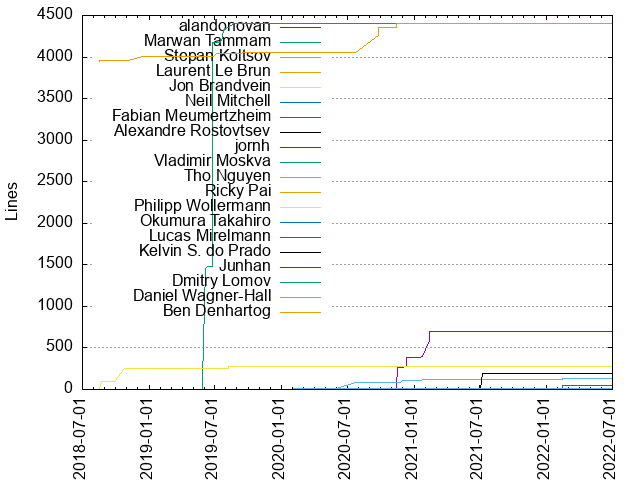 4500
4000
3500
3000
2500
2000
1500
1000
500
0
Lines
alandonovan
Marwan Tammam
Stepan Koltsov
Laurent Le Brun
Jon Brandvein
Neil Mitchell
Fabian Meumertzheim
Alexandre Rostovtsev
jornh
Vladimir Moskva
Tho Nguyen
Ricky Pai
Philipp Wollermann
Okumura Takahiro
Lucas Mirelmann
Kelvin S. do Prado
Junhan
Dmitry Lomov
Daniel Wagner-Hall
Ben Denhartog
2018-07-01
2019-01-01
2019-07-01
2020-01-01
2020-07-01
2021-01-01
2021-07-01
2022-01-01
2022-07-01